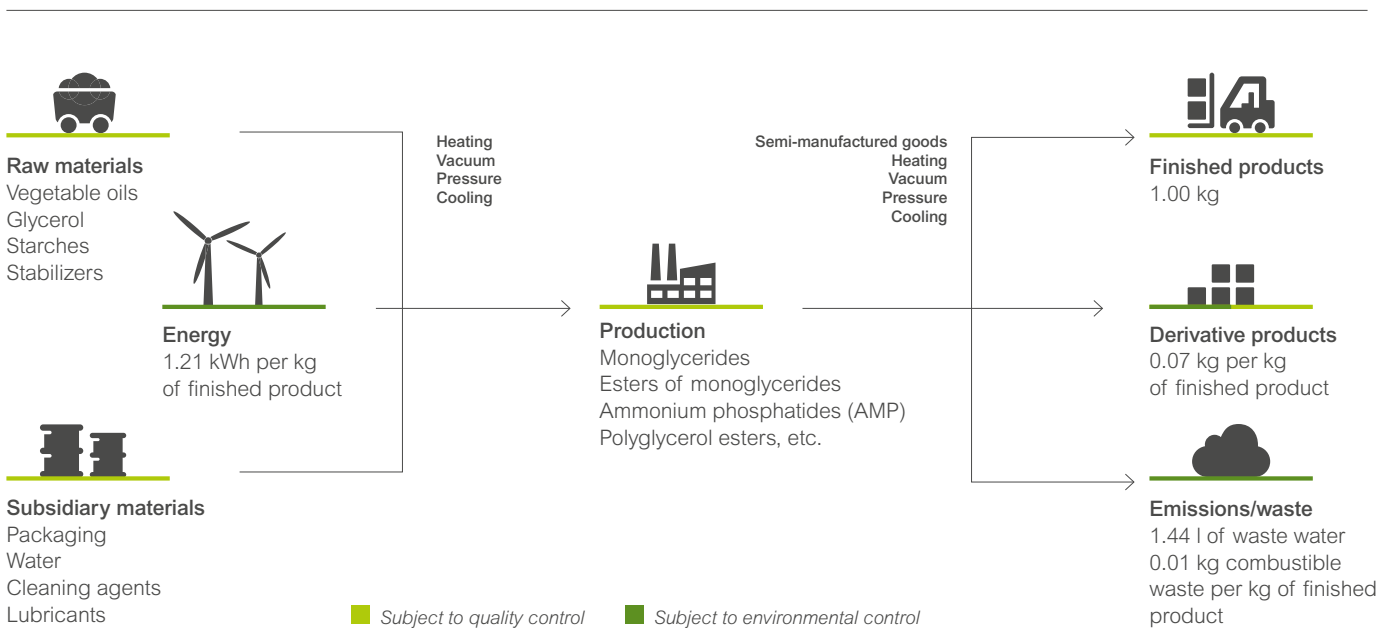 Raw materials
Vegetable oils
Glycerol
Starches
Stabilizers
Energy
1.21 kWh per kg
of finished product
Subsidiary materials
Packaging
Water
Cleaning agents
Lubricants
Heating
Vacuum
Pressure
Cooling
Production
Monoglycerides
Esters of monoglycerides
Ammonium phosphatides (AMP)
Polyglycerol esters, etc.
Semi-manufactured goods
Heating
Vacuum
Pressure
Cooling
Finished products
1.00 kg
Derivative products
0.07 kg per kg
of finished product
Emissions/waste
1.44 l of waste water
0.01 kg combustible
waste per kg of finished
product
Subject to quality control
Subject to environmental control